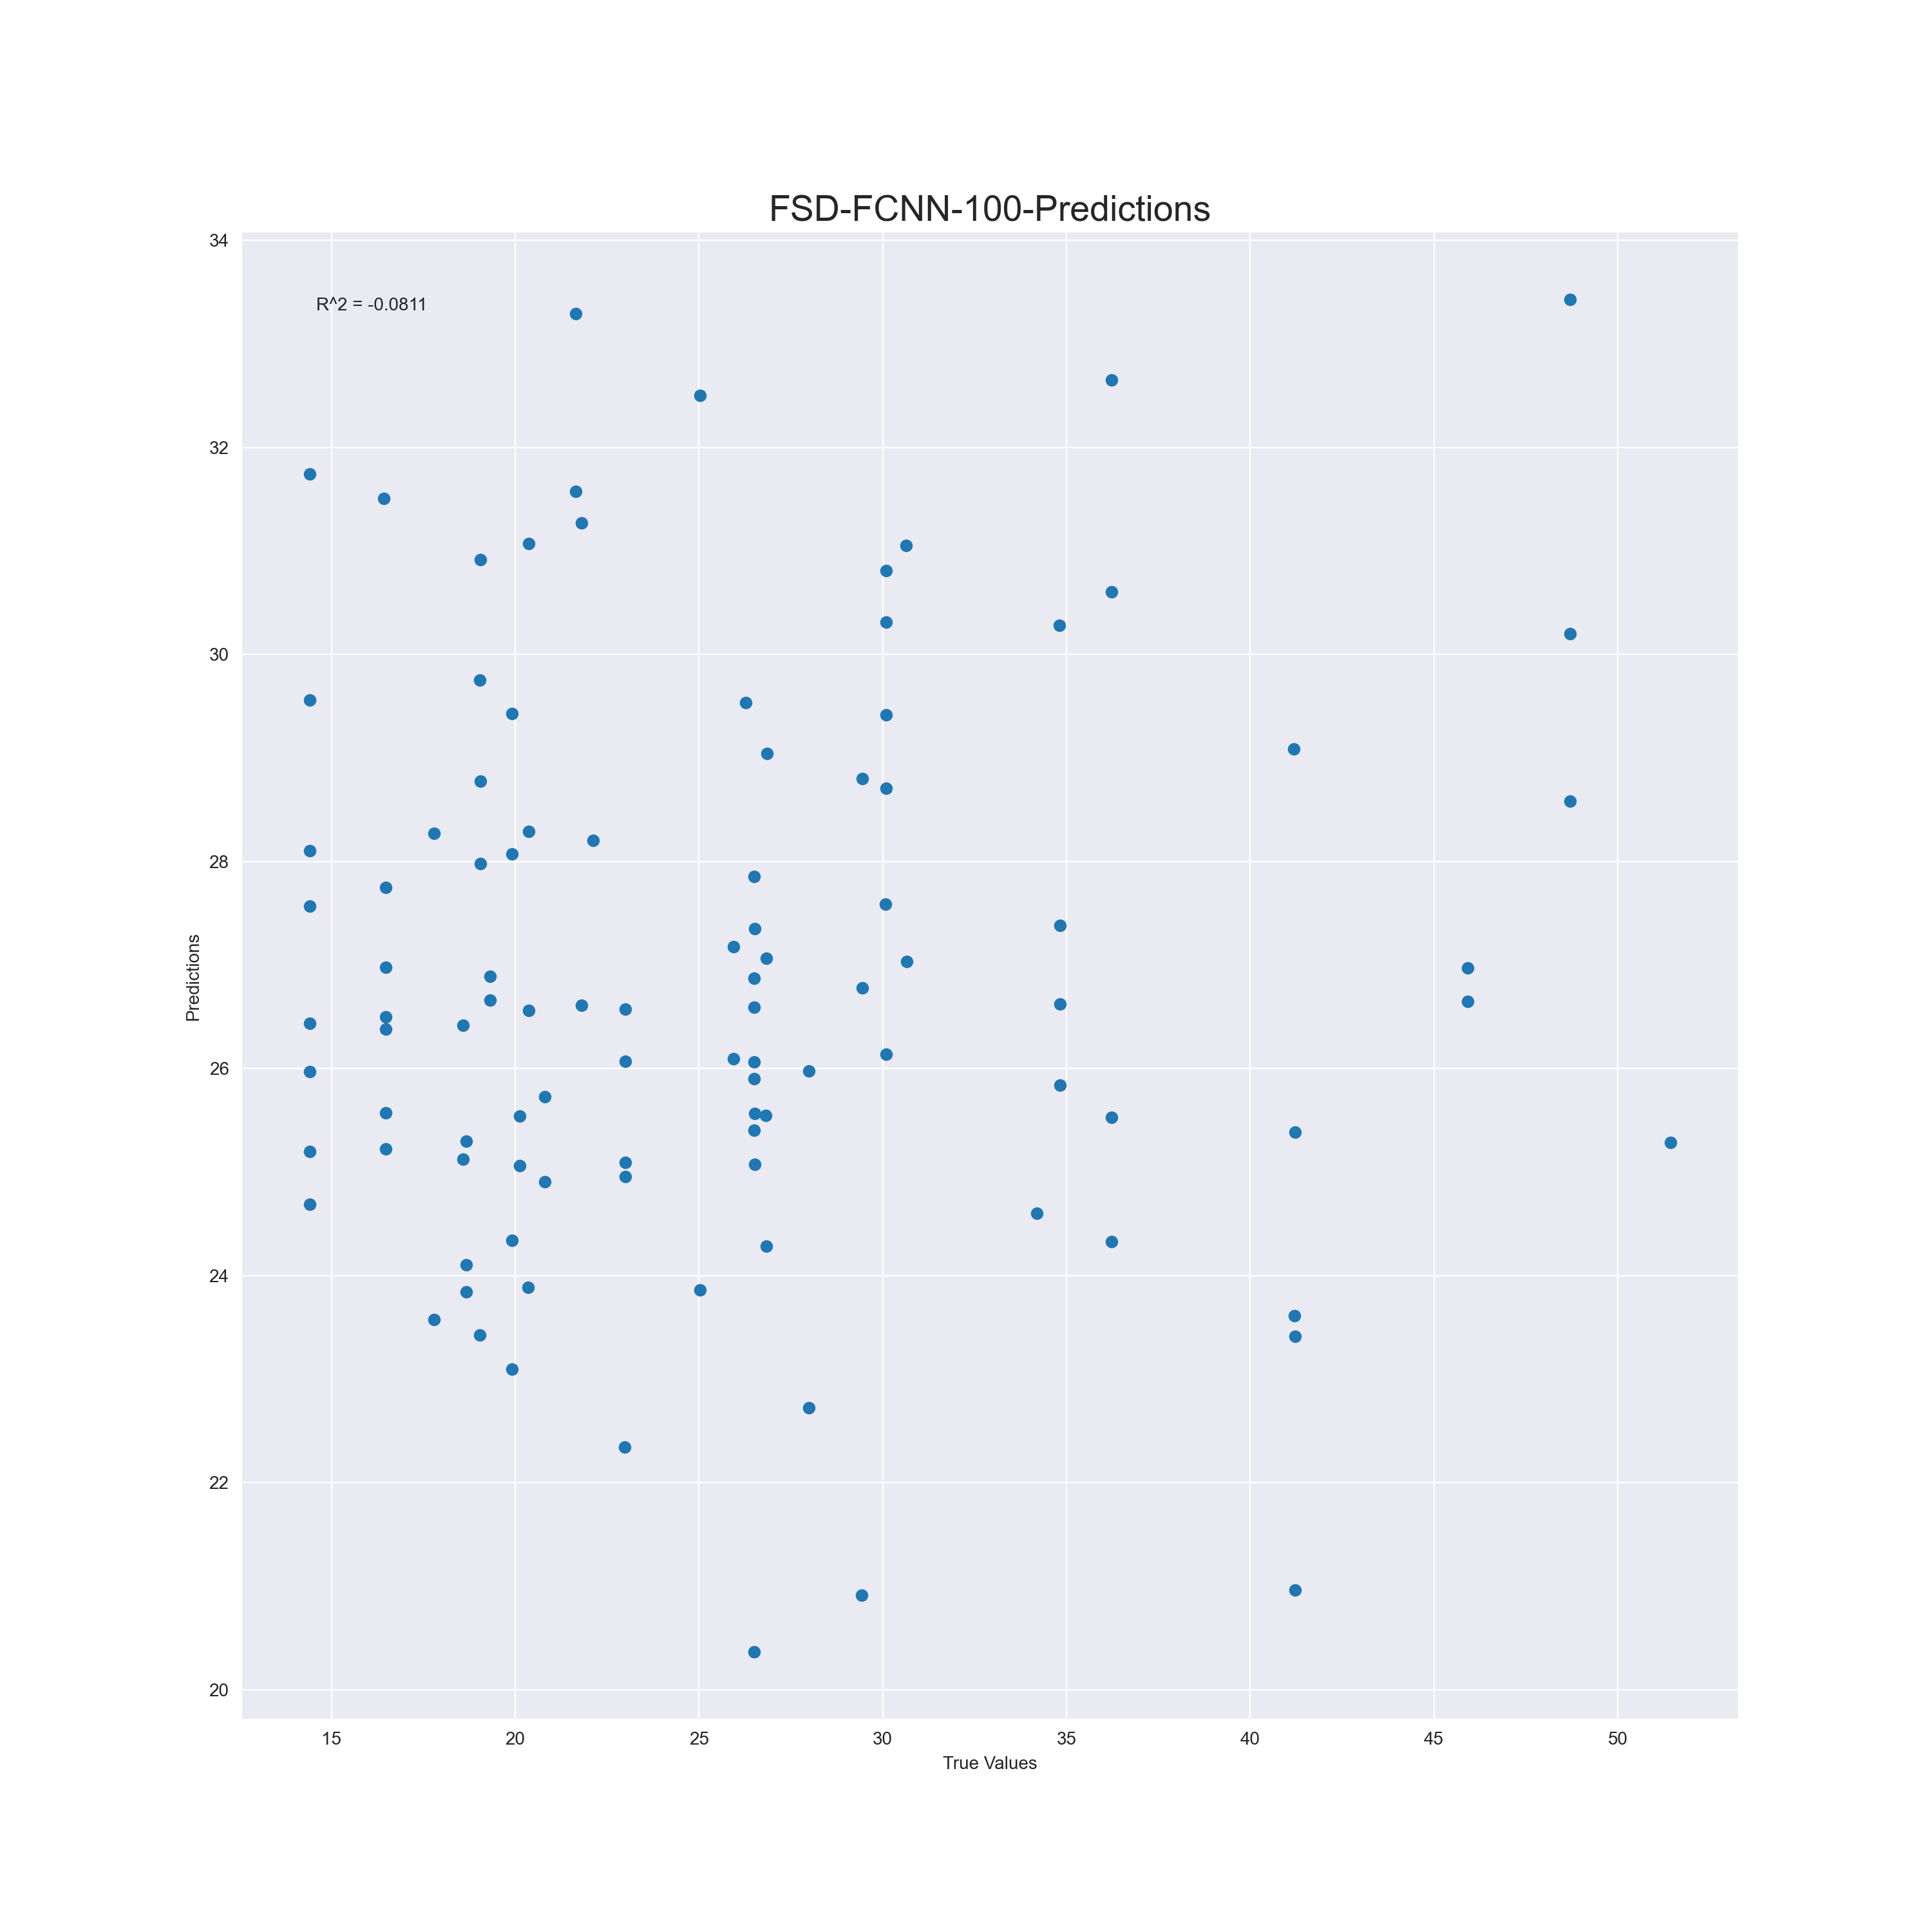 FSD-FCNN-100-Predictions
R^2 = -0.0811
34
32
30
28
26
24
22
20
Predictions
15 20 25 30 35 40 45 50
True Values